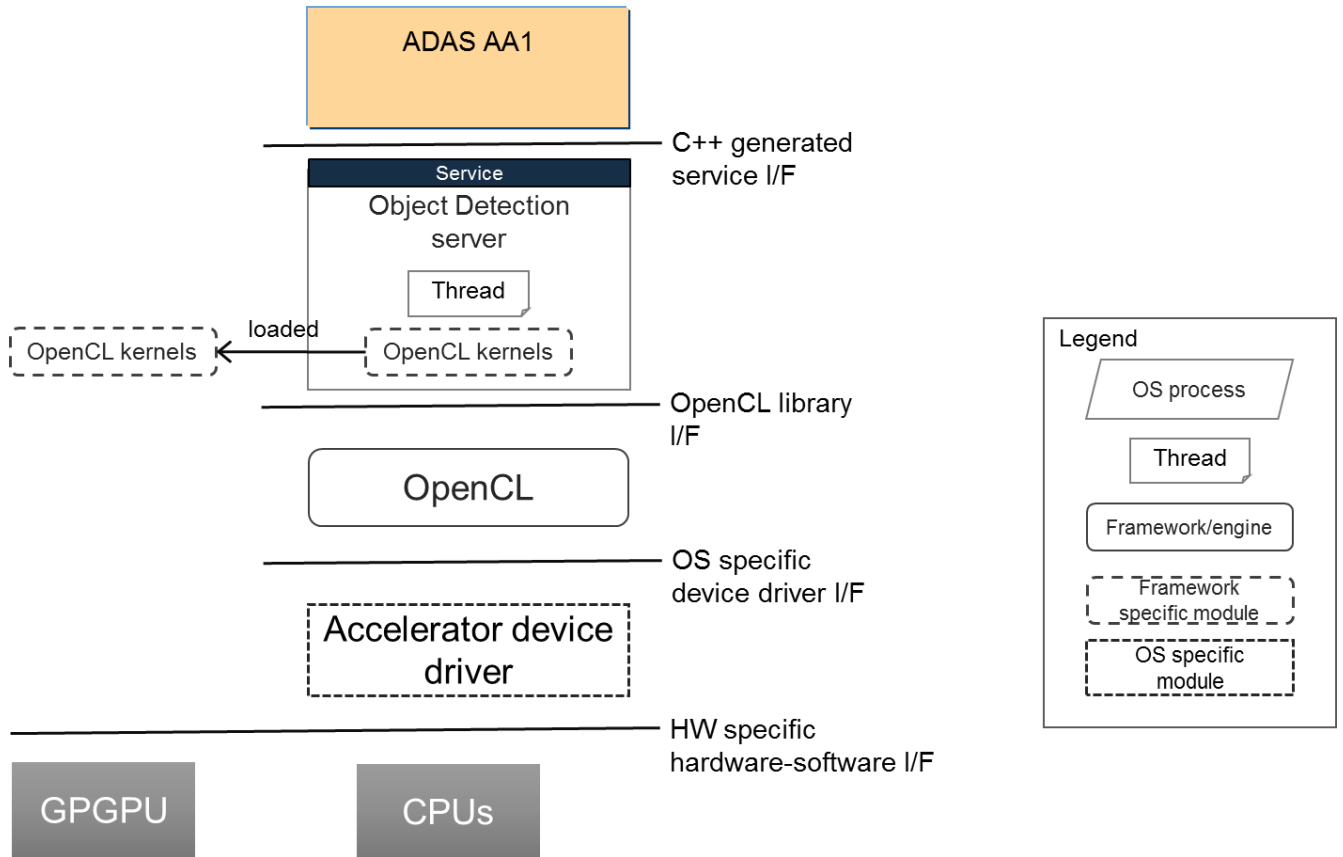 ADAS AA1
C++ generated
service I/F
Service
Object Detection
server
Thread
loaded
OpenCL kernels
OpenCL kernels
OpenCL library
I/F
OpenCL
OS specific
device driver I/F
Accelerator device
driver
HW specific
hardware-software I/F
GPGPU
CPUs
Legend
OS process
Thread
Framework/engine
Framework
specific module
OS specific
module